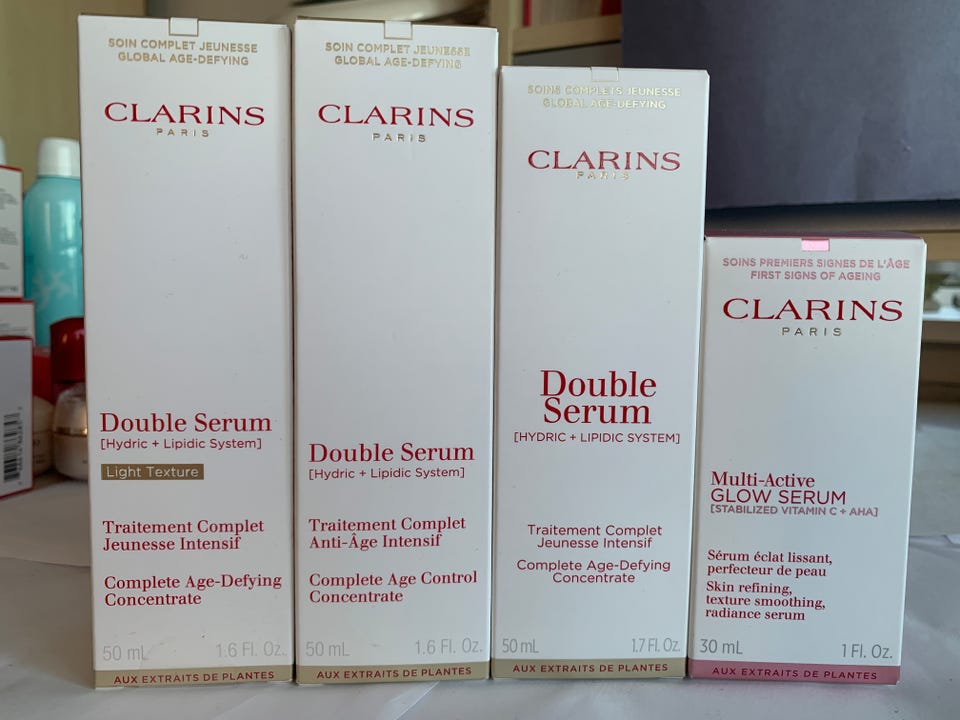 SOIN COMPLET JEUNESSE
GLOBAL AGE-DEFYING
CLARINS
PARIS
Double Serum
[Hydric + Lipidic System]
Light Texture
Traitement Complet
Jeunesse Intensif
Complete Age-Defying
Concentrate
50 mL 1.6 Fl. Oz.
AUX EXTRAITS DE PLANTES
SOIN COMPLET JEUNESSE
GLOBAL AGE-DEFYING
CLARINS
PARIS
Double Serum
[Hydric + Lipidic System]
Traitement Complet
Anti-Âge Intensif
Complete Age Control
Concentrate
50 mL 1.6 Fl. Oz.
AUX EXTRAITS DE PLANTES
SOINS COMPLETS JEUNESSE
GLOBAL AGE-DEFYING
CLARINS
PARIS
Double
Serum
[HYDRIC + LIPIDIC SYSTEM]
Traitement Complet
Jeunesse Intensif
Complete Age-Defying
Concentrate
50 mL 1.7 Fl. Oz.
AUX EXTRAITS DE PLANTES
SOINS PREMIERS SIGNES DE L'ÂGE
FIRST SIGNS OF AGEING
CLARINS
PARIS
Multi-Active
GLOW SERUM
[STABILIZED VITAMIN C + AHA]
Sérum éclat lissant,
perfecteur de peau
Skin refining,
texture smoothing,
radiance serum
30 mL 1 Fl. Oz.
AUX EXTRAITS DE PLANTES